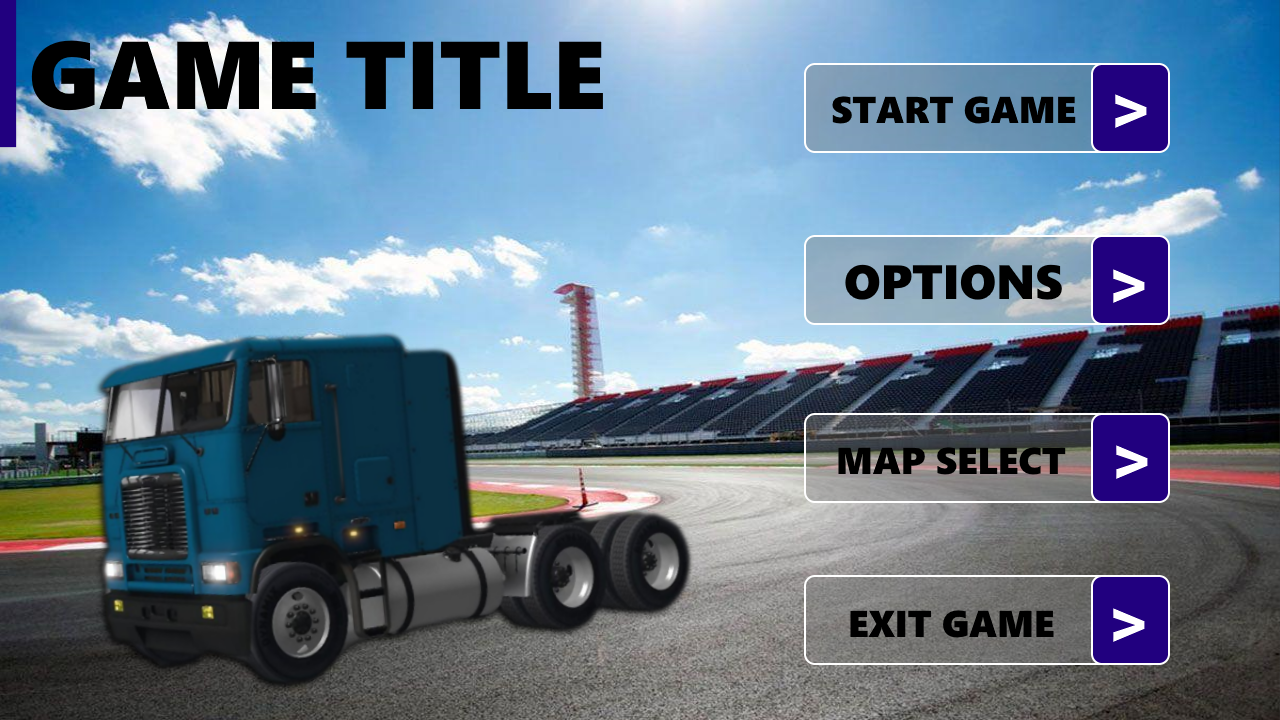 GAME TITLE
START GAME >
OPTIONS >
MAP SELECT >
EXIT GAME >